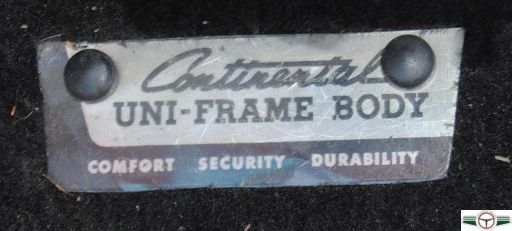 Continental
UNI-FRAME BODY
COMFORT SECURITY DURABILITY